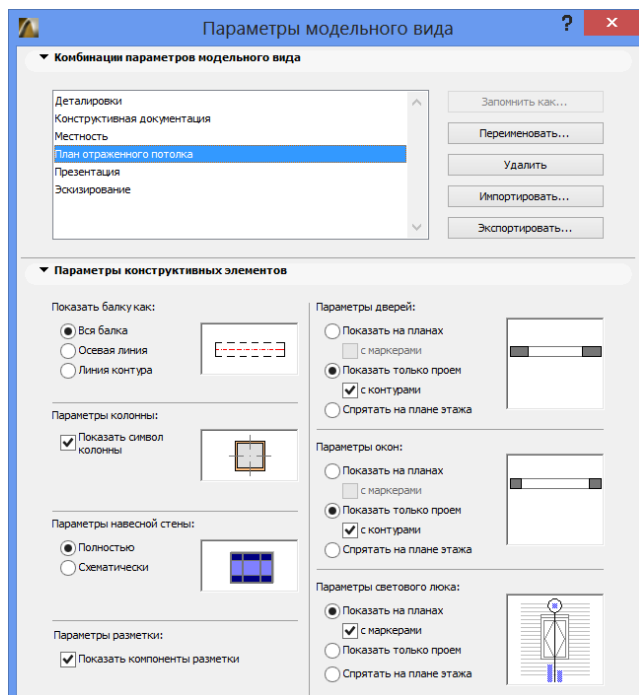 Параметры модельного вида
?
Комбинации параметров модельного вида
Деталировки
Конструктивная документация
Местность
План отраженного потолка
Презентация
Эскизирование
Запомнить как...
Переименовать...
Удалить
Импортировать...
Экспортировать...
Параметры конструктивных элементов
Показать балку как:
Вся балка
Осевая линия
Линия контура
Параметры колонны:
Показать символ
колонны
Параметры навесной стены:
Полностью
Схематически
Параметры разметки:
Показать компоненты разметки
Параметры дверей:
Показать на планах
с маркерами
Показать только проем
с контурами
Спрятать на плане этажа
Параметры окон:
Показать на планах
с маркерами
Показать только проем
с контурами
Спрятать на плане этажа
Параметры светового люка:
Показать на планах
с маркерами
Показать только проем
Спрятать на плане этажа